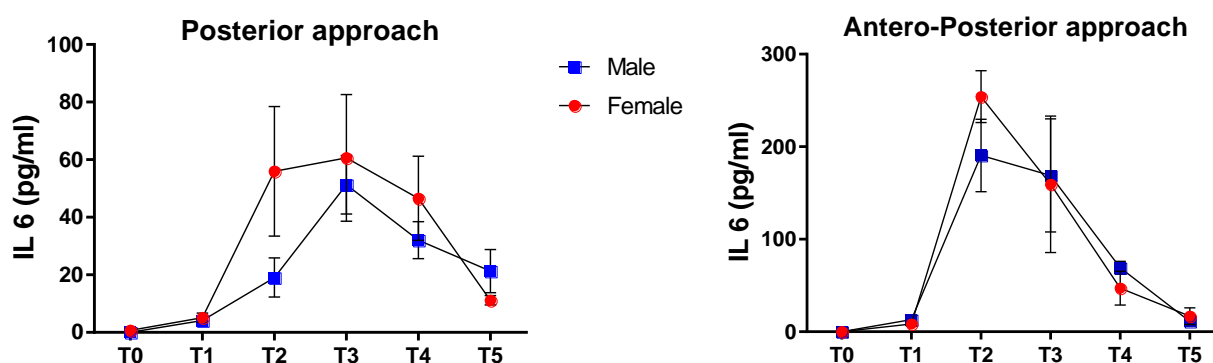 Posterior approach
IL 6 (pg/ml)
100
80
60
40
20
0
T0 T1 T2 T3 T4 T5
Male
Female
Antero-Posterior approach
IL 6 (pg/ml)
300
200
100
0
T0 T1 T2 T3 T4 T5